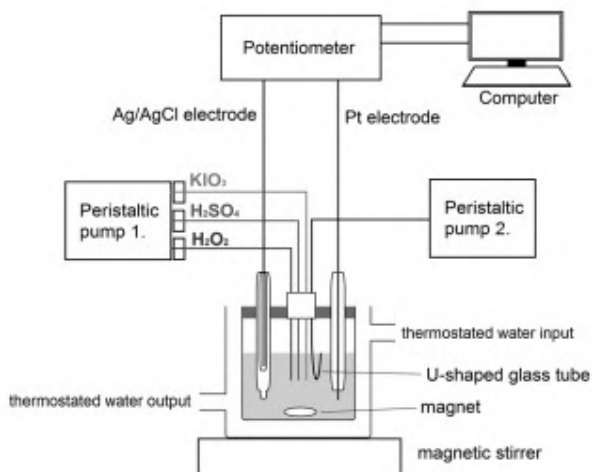 Potentiometer
Computer
Ag/AgCl electrode
Pt electrode
KIO₃
H₂SO₄
H₂O₂
Peristaltic
pump 1.
Peristaltic
pump 2.
thermostated water input
U-shaped glass tube
thermostated water output
magnet
magnetic stirrer